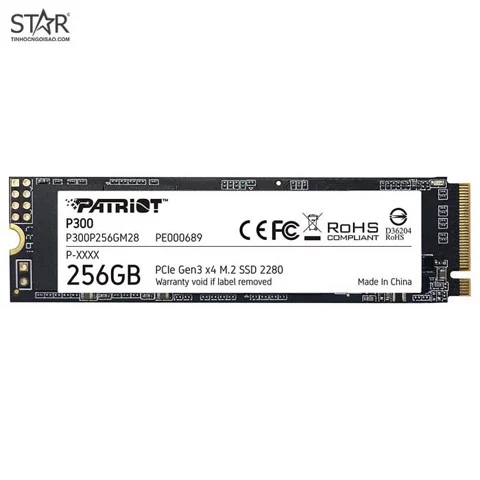 STAR
TINHOCNGOISAO.COM
PATRIOT
P300
P300P256GM28 PE000689
P-XXXX
256GB
PCIe Gen3 x4 M.2 SSD 2280
Warranty void if label removed
CE FC
RoHS
COMPLIANT
D36204
RoHS
Made In China